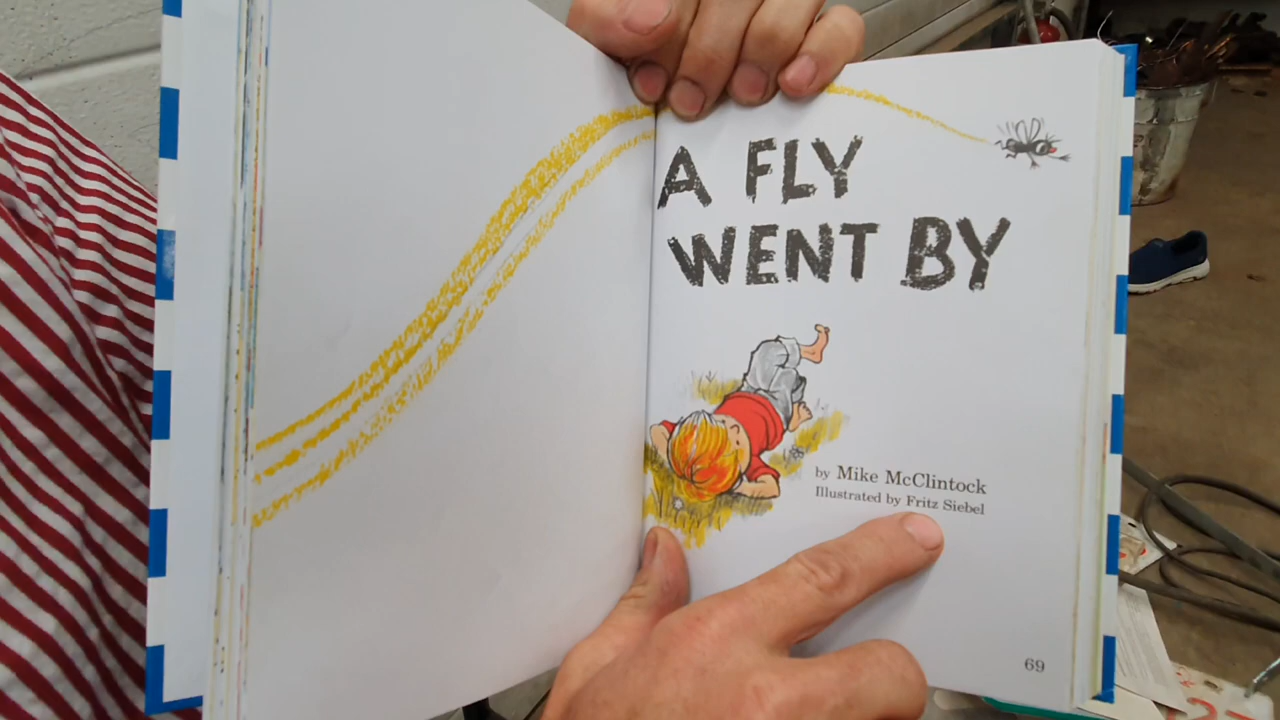 A FLY
WENT BY
by Mike McClintock
Illustrated by Fritz Siebel
69